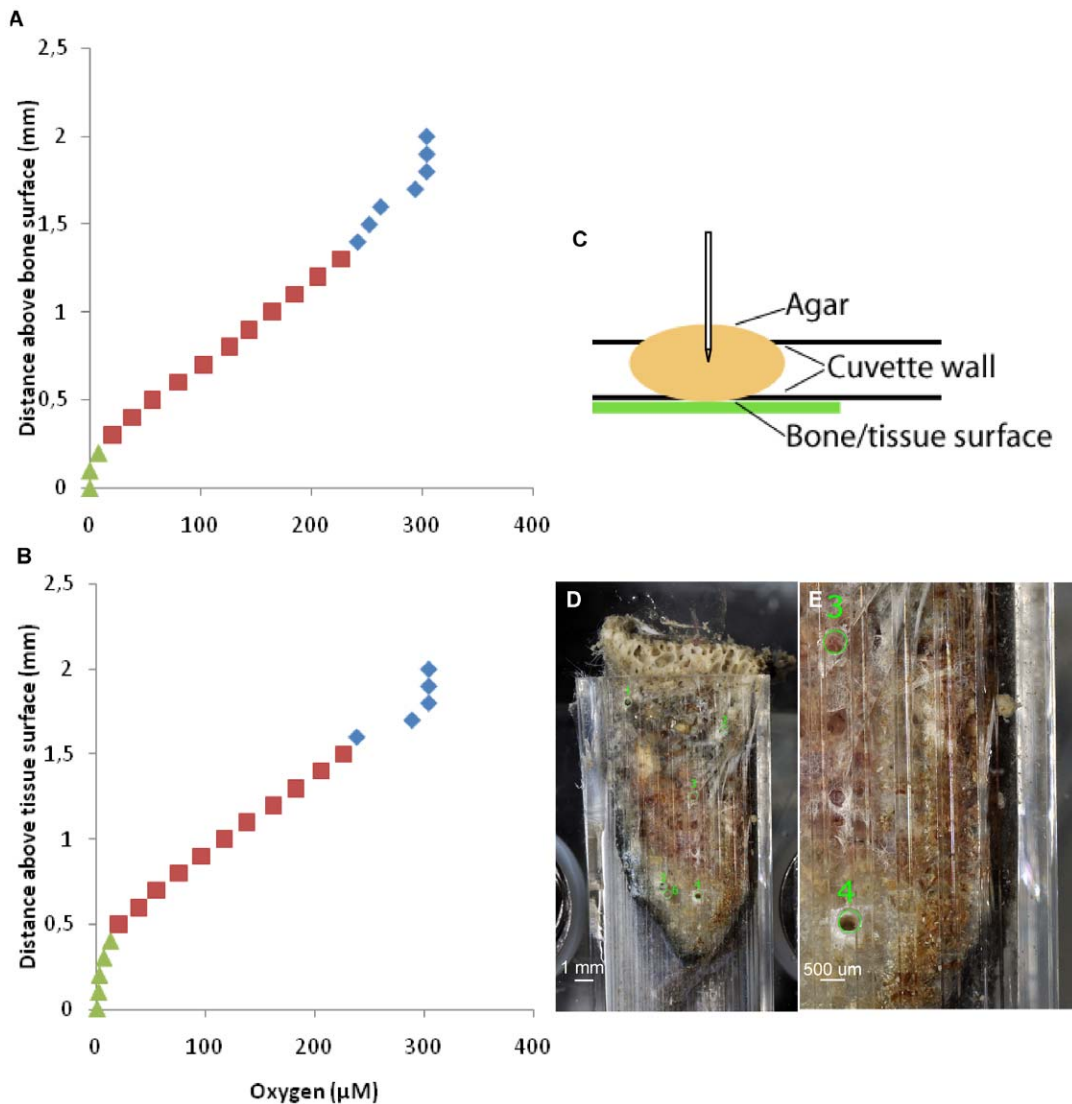 A
2,5
2
1,5
1
0,5
0
Distance above bone surface (mm)
0 100 200 300 400
B
2,5
2
1,5
1
0,5
0
Distance above tissue surface (mm)
0 100 200 300 400
Oxygen (µM)
C
Agar
Cuvette wall
Bone/tissue surface
D
1 mm
E
3
4
500 um